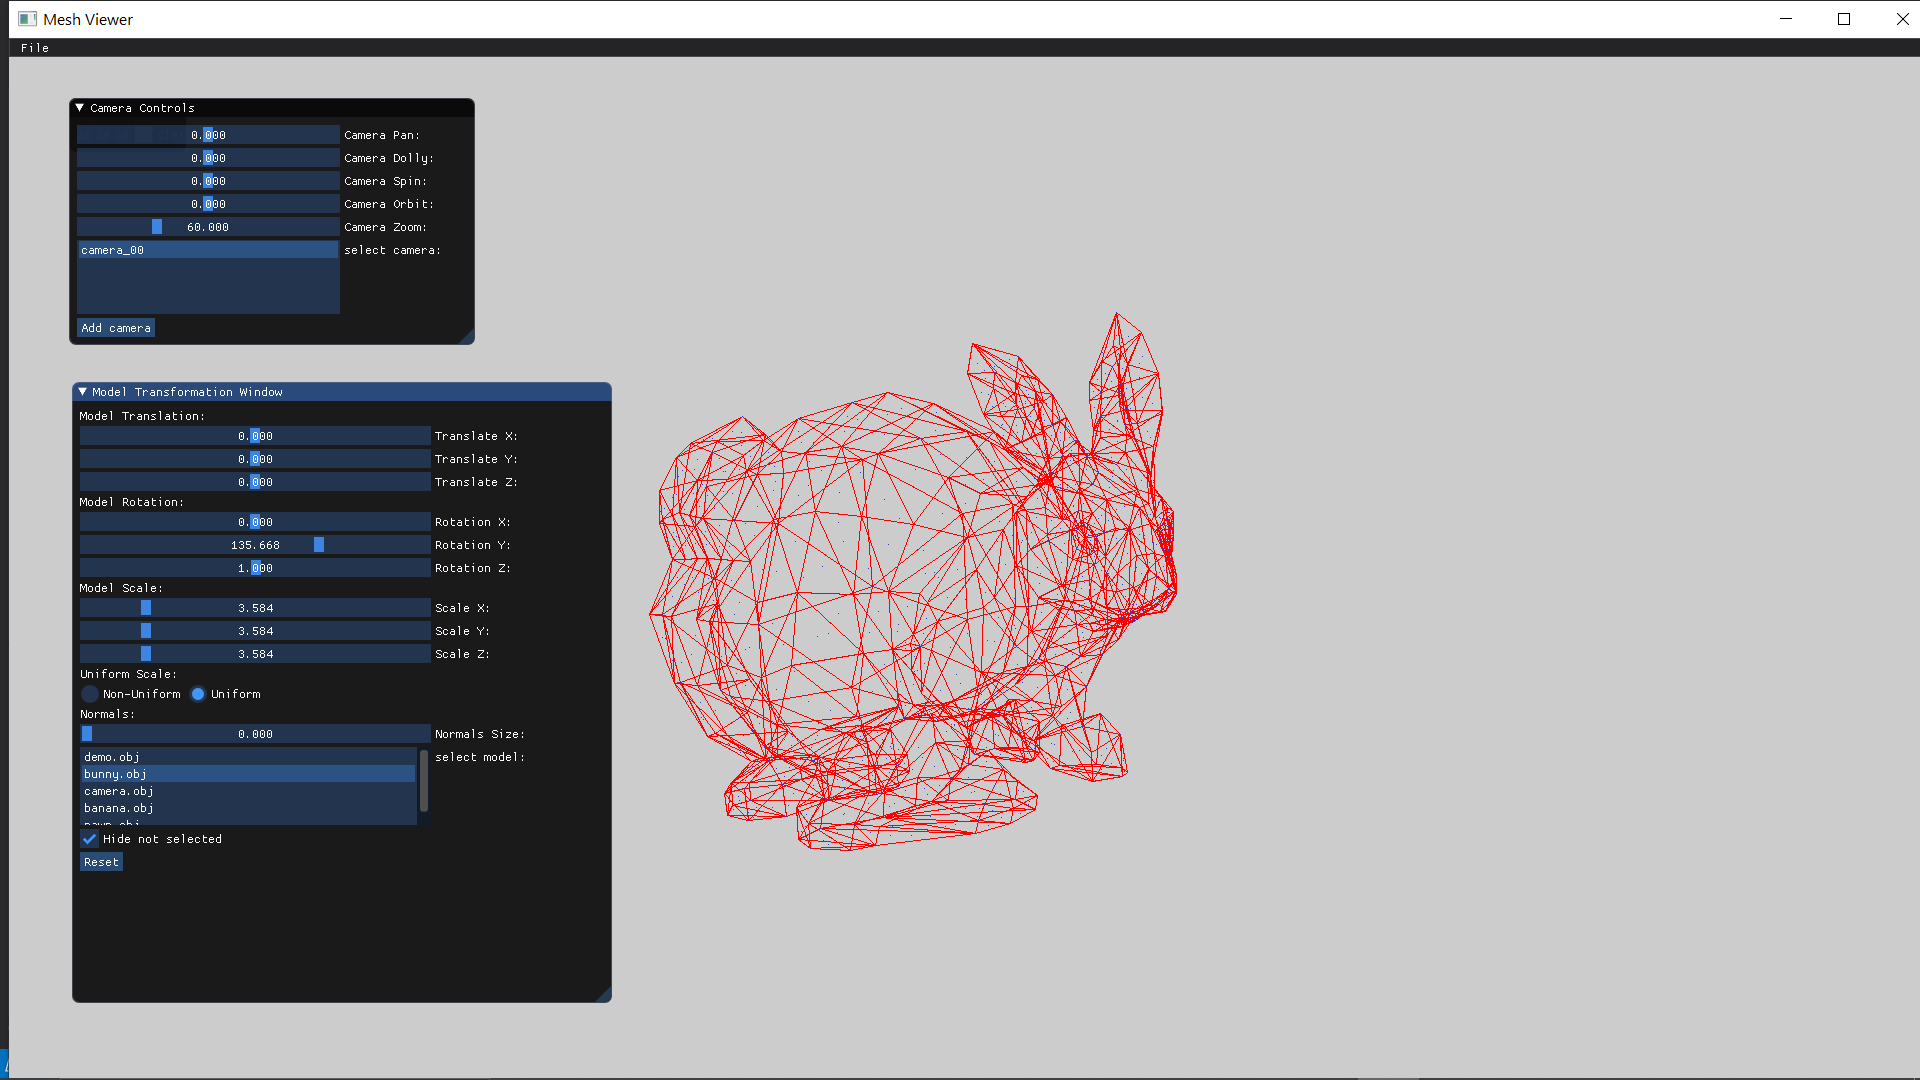 Mesh Viewer
File
Camera Controls
0.000 Camera Pan:
0.000 Camera Dolly:
0.000 Camera Spin:
0.000 Camera Orbit:
60.000 Camera Zoom:
camera_00 select camera:
Add camera
Model Transformation Window
Model Translation:
0.000 Translate X:
0.000 Translate Y:
0.000 Translate Z:
Model Rotation:
0.000 Rotation X:
135.668 Rotation Y:
1.000 Rotation Z:
Model Scale:
3.584 Scale X:
3.584 Scale Y:
3.584 Scale Z:
Uniform Scale:
Non-Uniform Uniform
Normals:
0.000 Normals Size:
demo.obj select model:
bunny.obj
camera.obj
banana.obj
Hide not selected
Reset